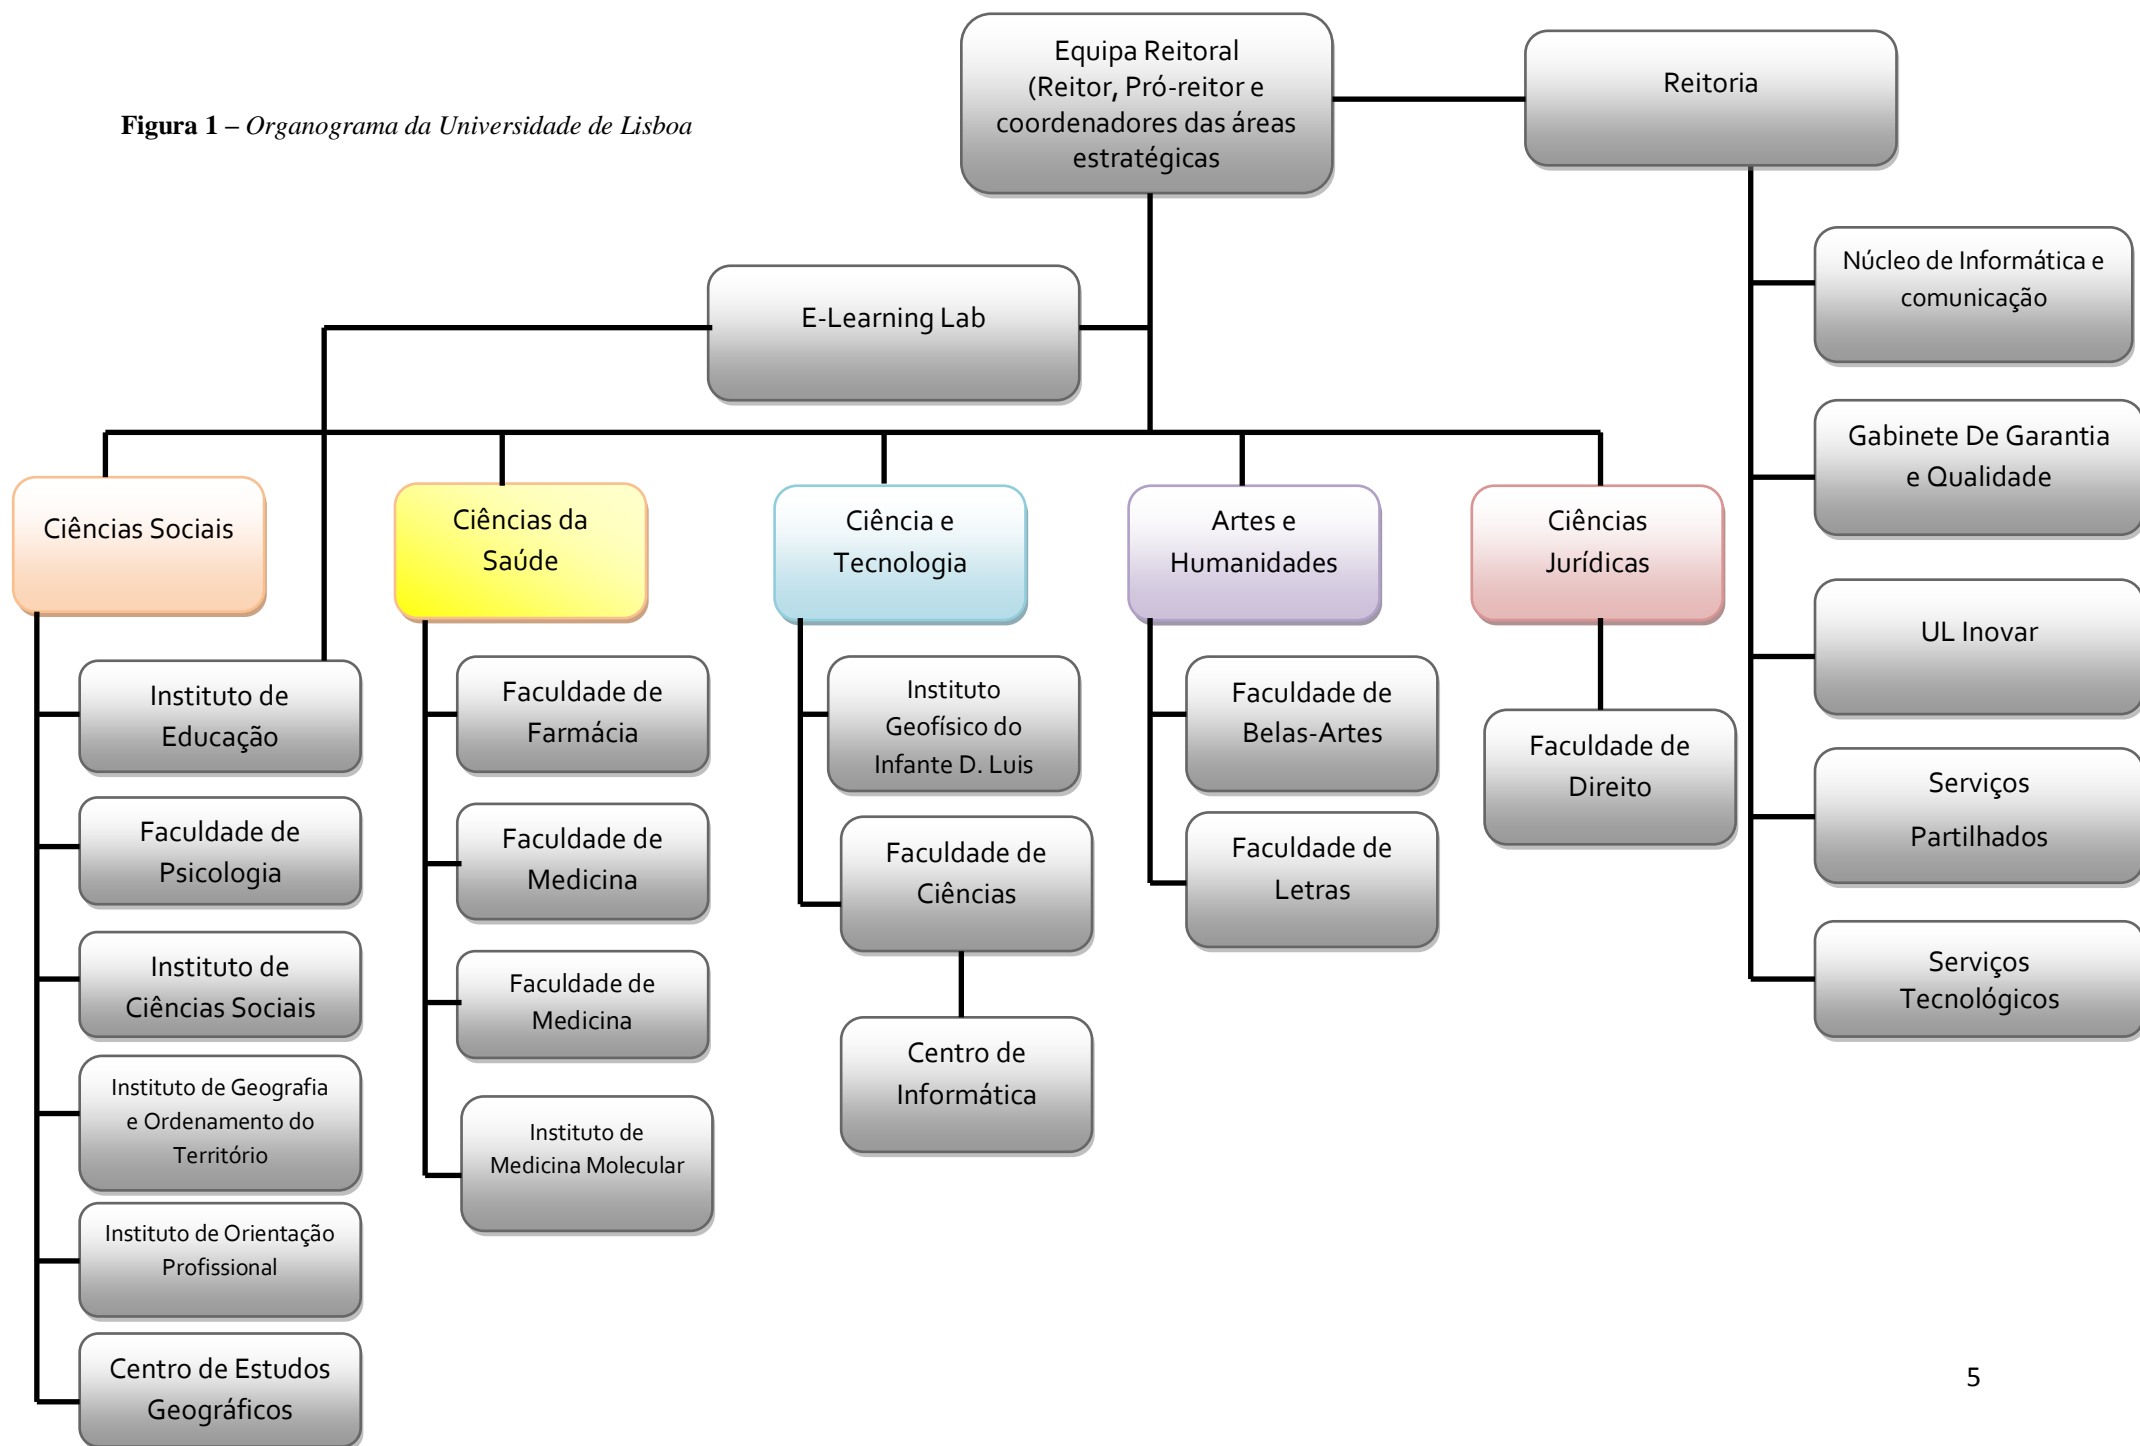 Equipa Reitoral
(Reitor, Pró-reitor e
coordenadores das áreas
estratégicas
Reitoria
Figura 1 – Organograma da Universidade de Lisboa
Núcleo de Informática e
comunicação
E-Learning Lab
Gabinete De Garantia
e Qualidade
Ciências Sociais
Ciências da
Saúde
Ciência e
Tecnologia
Artes e
Humanidades
Ciências
Jurídicas
UL Inovar
Instituto de
Educação
Faculdade de
Farmácia
Instituto
Geofísico do
Infante D. Luis
Faculdade de
Belas-Artes
Faculdade de
Direito
Serviços
Partilhados
Faculdade de
Psicologia
Faculdade de
Medicina
Faculdade de
Ciências
Faculdade de
Letras
Serviços
Tecnológicos
Instituto de
Ciências Sociais
Faculdade de
Medicina
Centro de
Informática
Instituto de Geografia
e Ordenamento do
Território
Instituto de
Medicina Molecular
Instituto de Orientação
Profissional
Centro de Estudos
Geográficos
5